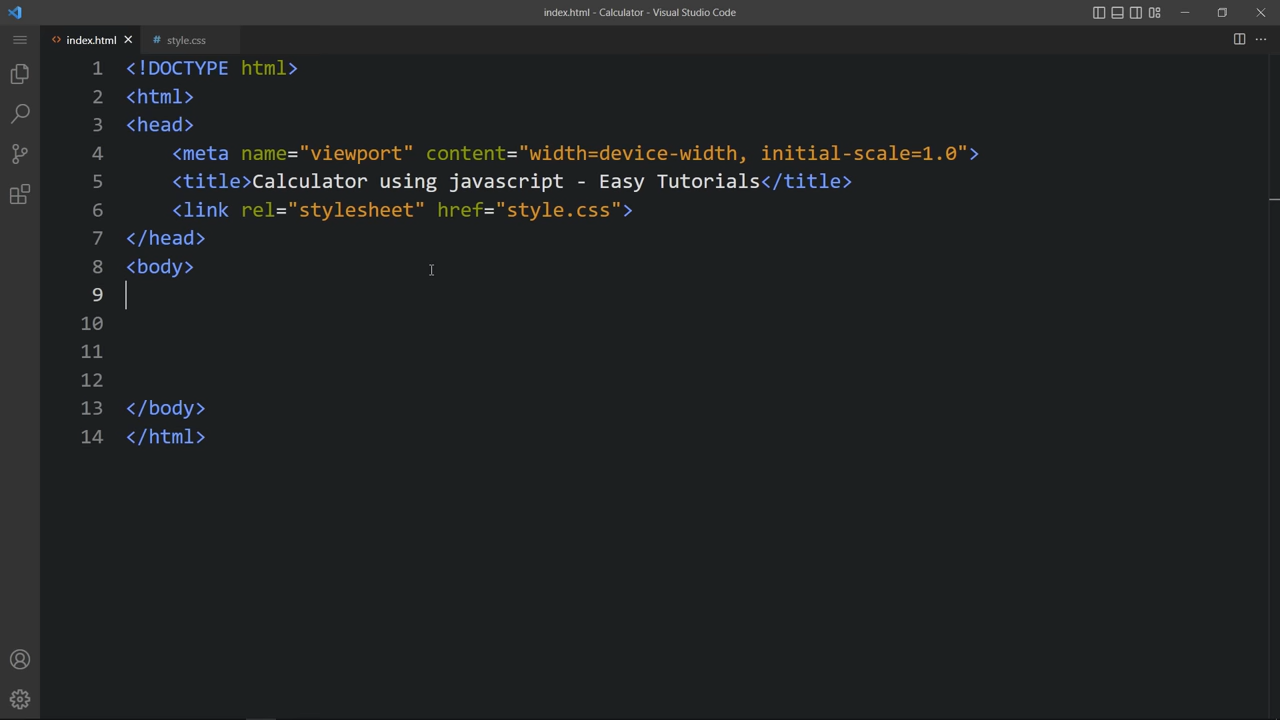 index.html - Calculator - Visual Studio Code
index.html
# style.css
1 <!DOCTYPE html>
2 <html>
3 <head>
4     <meta name="viewport" content="width=device-width, initial-scale=1.0">
5     <title>Calculator using javascript - Easy Tutorials</title>
6     <link rel="stylesheet" href="style.css">
7 </head>
8 <body>
9
10
11
12
13 </body>
14 </html>